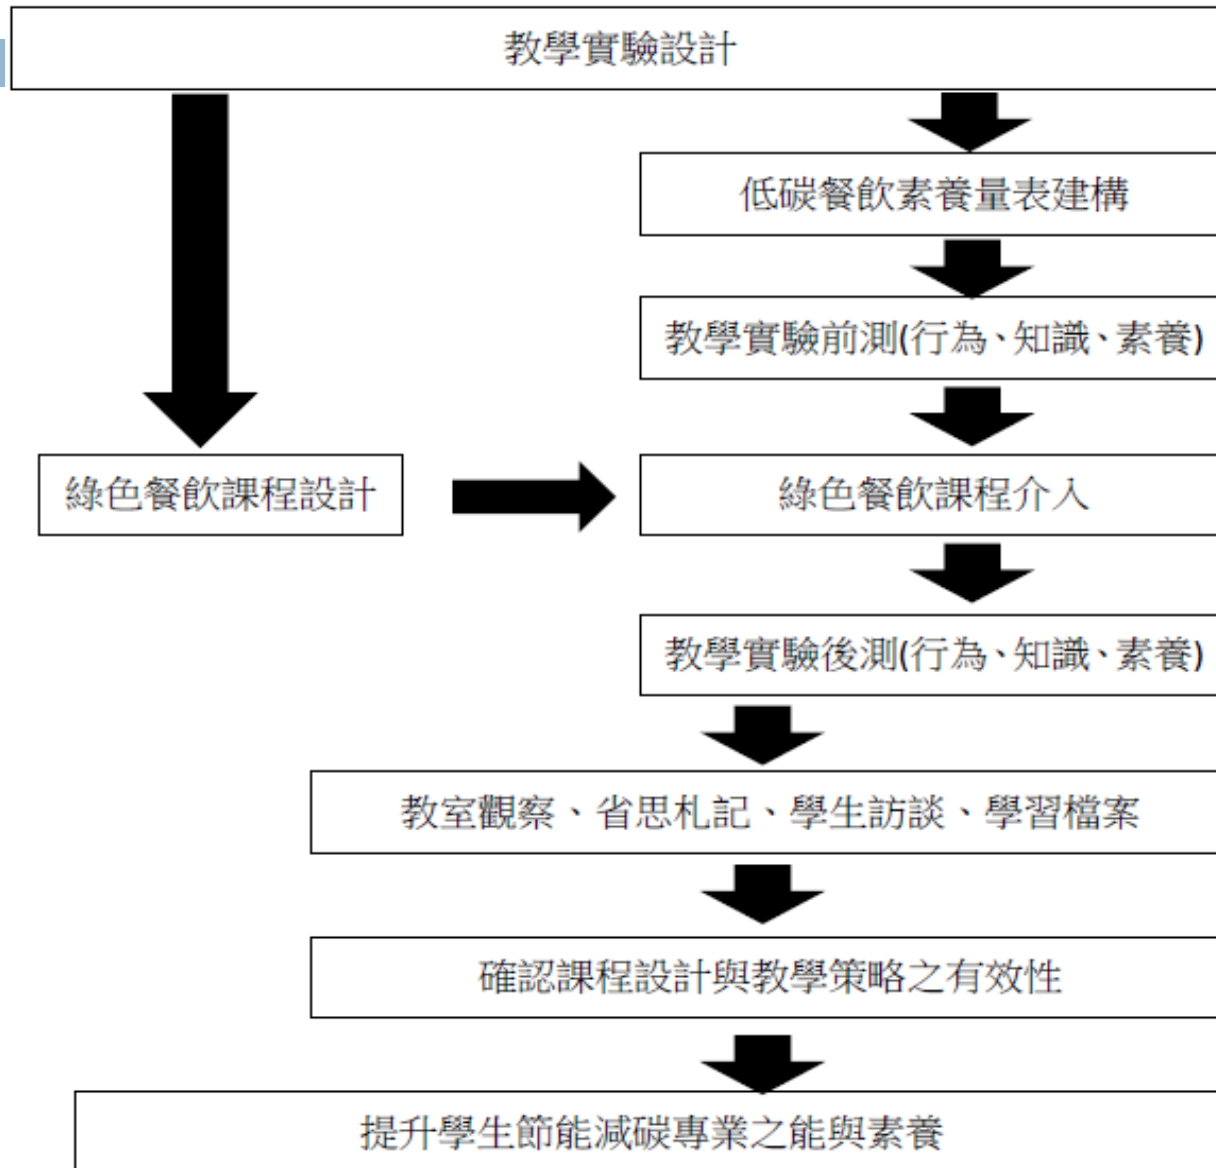 教學實驗設計
低碳餐飲素養量表建構
教學實驗前測(行為、知識、素養)
綠色餐飲課程設計
綠色餐飲課程介入
教學實驗後測(行為、知識、素養)
教室觀察、省思札記、學生訪談、學習檔案
確認課程設計與教學策略之有效性
提升學生節能減碳專業之能與素養